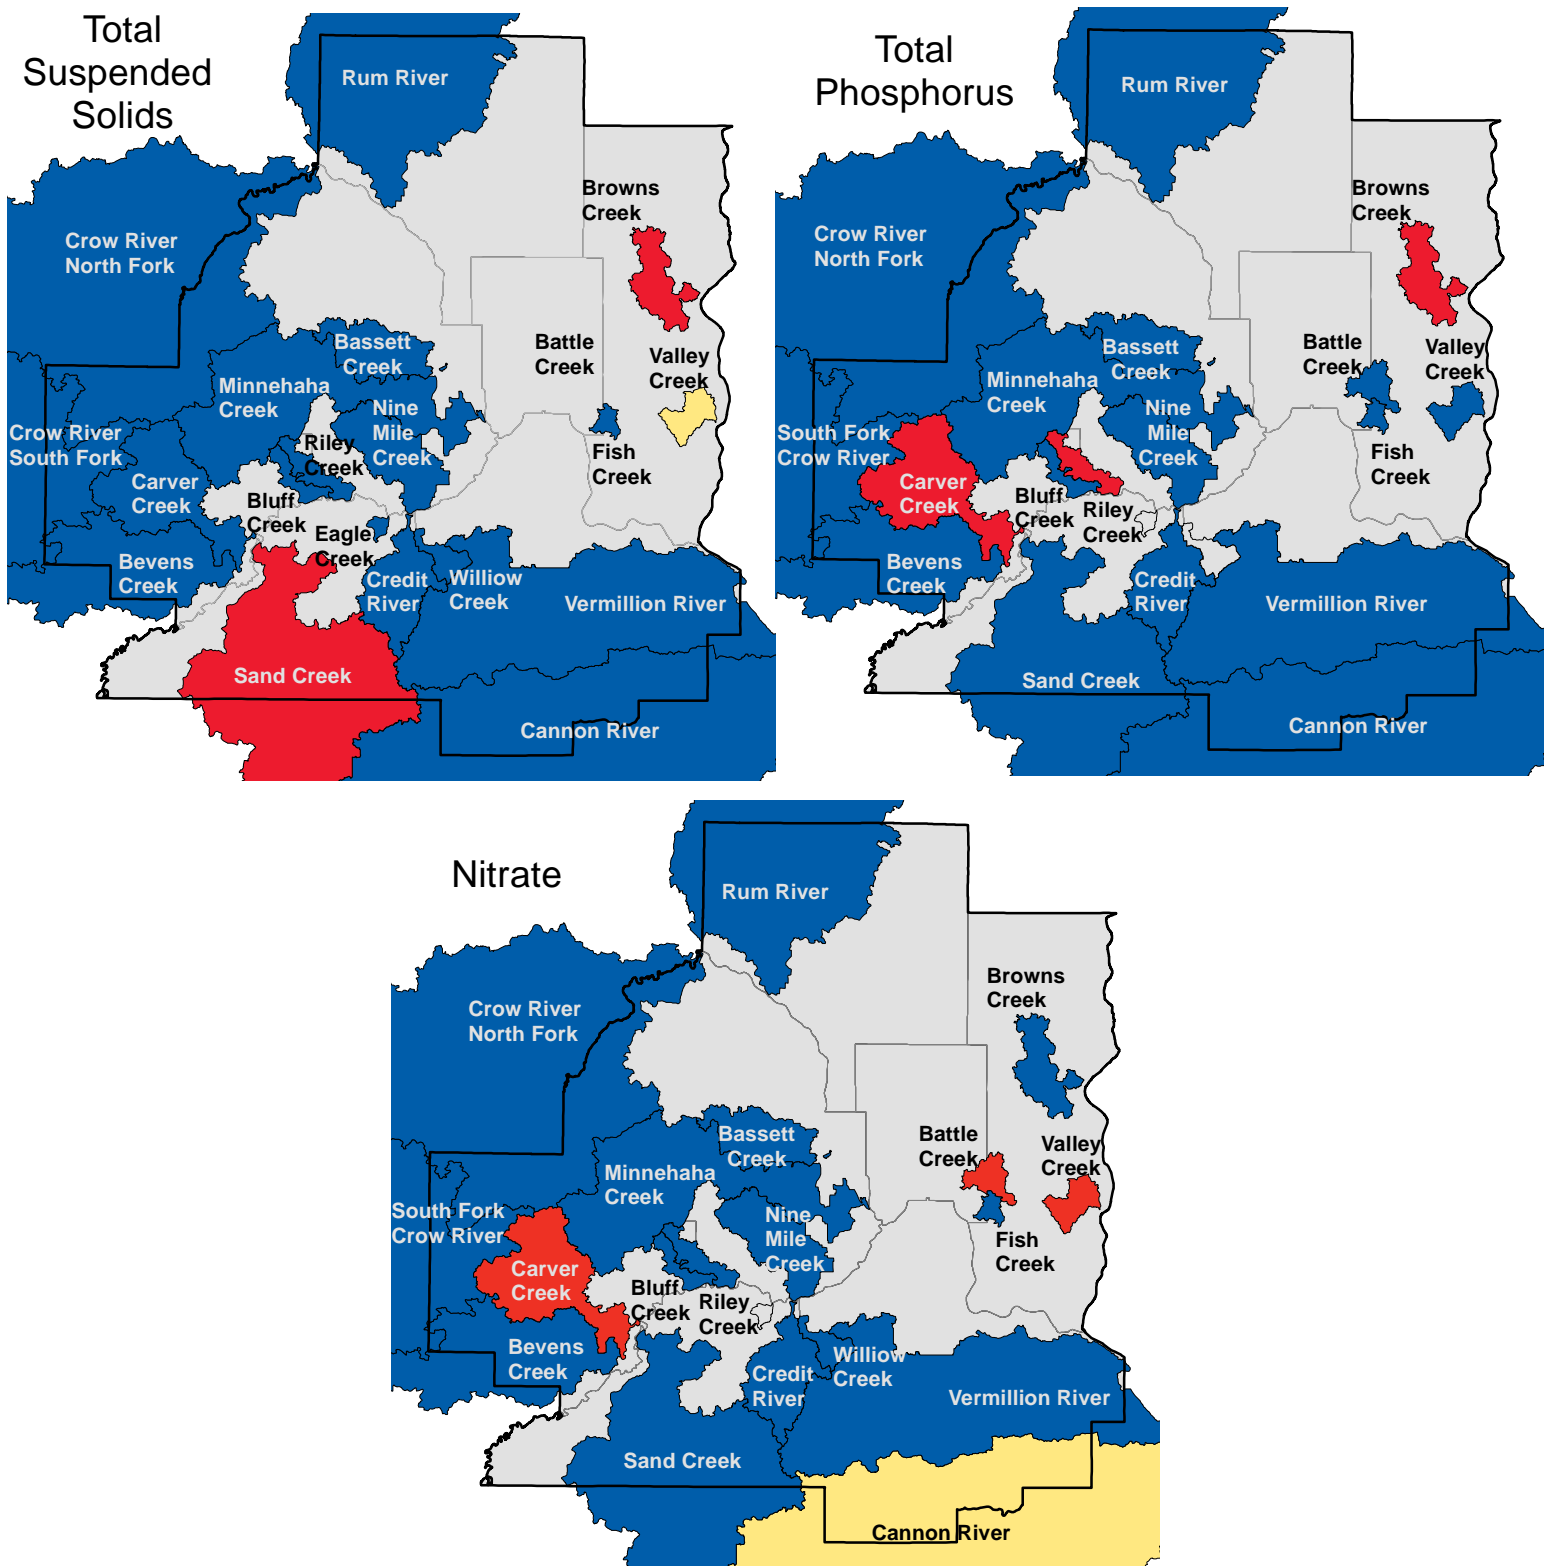 Total
Suspended
Solids
Rum River
Browns
Creek
Crow River
North Fork
Bassett
Creek
Battle
Creek
Valley
Creek
Minnehaha
Creek
Nine
Mile
Creek
Crow River
South Fork
Riley
Creek
Fish
Creek
Carver
Creek
Bluff
Creek
Eagle
Creek
Bevens
Creek
Credit
River
Williow
Creek
Vermillion River
Sand Creek
Cannon River
Total
Phosphorus
Rum River
Browns
Creek
Crow River
North Fork
Bassett
Creek
Battle
Creek
Valley
Creek
Minnehaha
Creek
Nine
Mile
Creek
South Fork
Crow River
Fish
Creek
Carver
Creek
Bluff
Creek
Riley
Creek
Bevens
Creek
Credit
River
Vermillion River
Sand Creek
Cannon River
Nitrate
Rum River
Browns
Creek
Crow River
North Fork
Bassett
Creek
Battle
Creek
Valley
Creek
Minnehaha
Creek
South Fork
Crow River
Nine
Mile
Creek
Fish
Creek
Carver
Creek
Bluff
Creek
Riley
Creek
Bevens
Creek
Credit
River
Williow
Creek
Vermillion River
Sand Creek
Cannon River